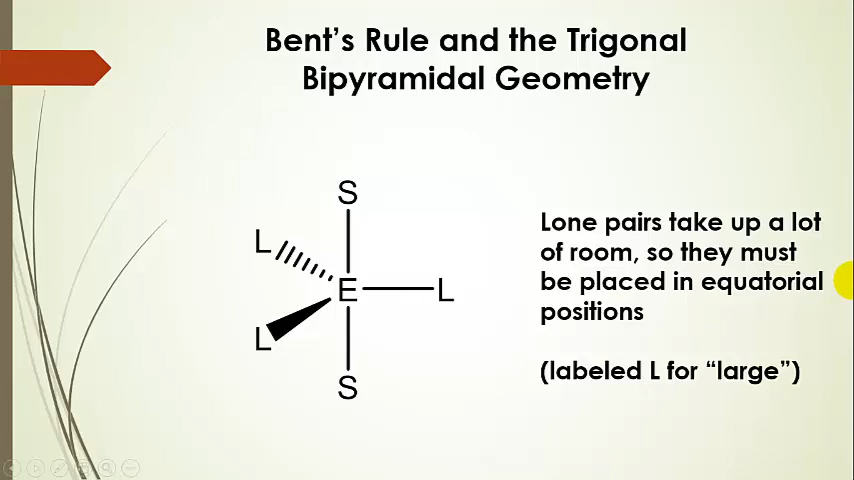 Bent’s Rule and the Trigonal
Bipyramidal Geometry
S
L
E
L
L
S
Lone pairs take up a lot
of room, so they must
be placed in equatorial
positions
(labeled L for “large”)